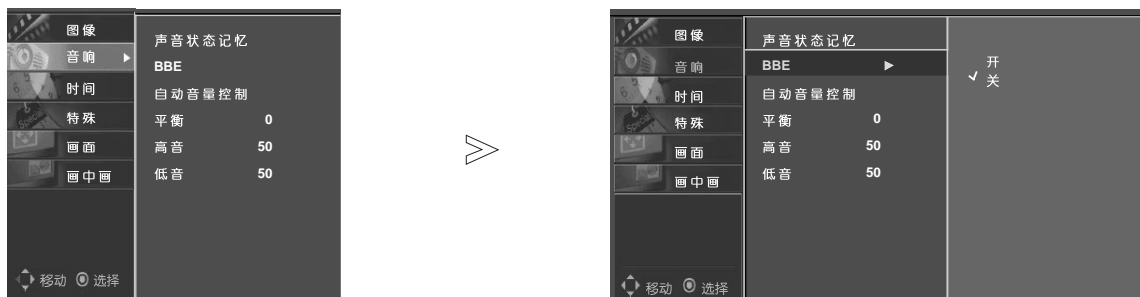 图像
音响
时间
特殊
画面
画中画
移动 选择
声音状态记忆
BBE
自动音量控制
平衡 0
高音 50
低音 50
图像
音响
时间
特殊
画面
画中画
移动 选择
声音状态记忆
BBE
自动音量控制
平衡 0
高音 50
低音 50
开
关